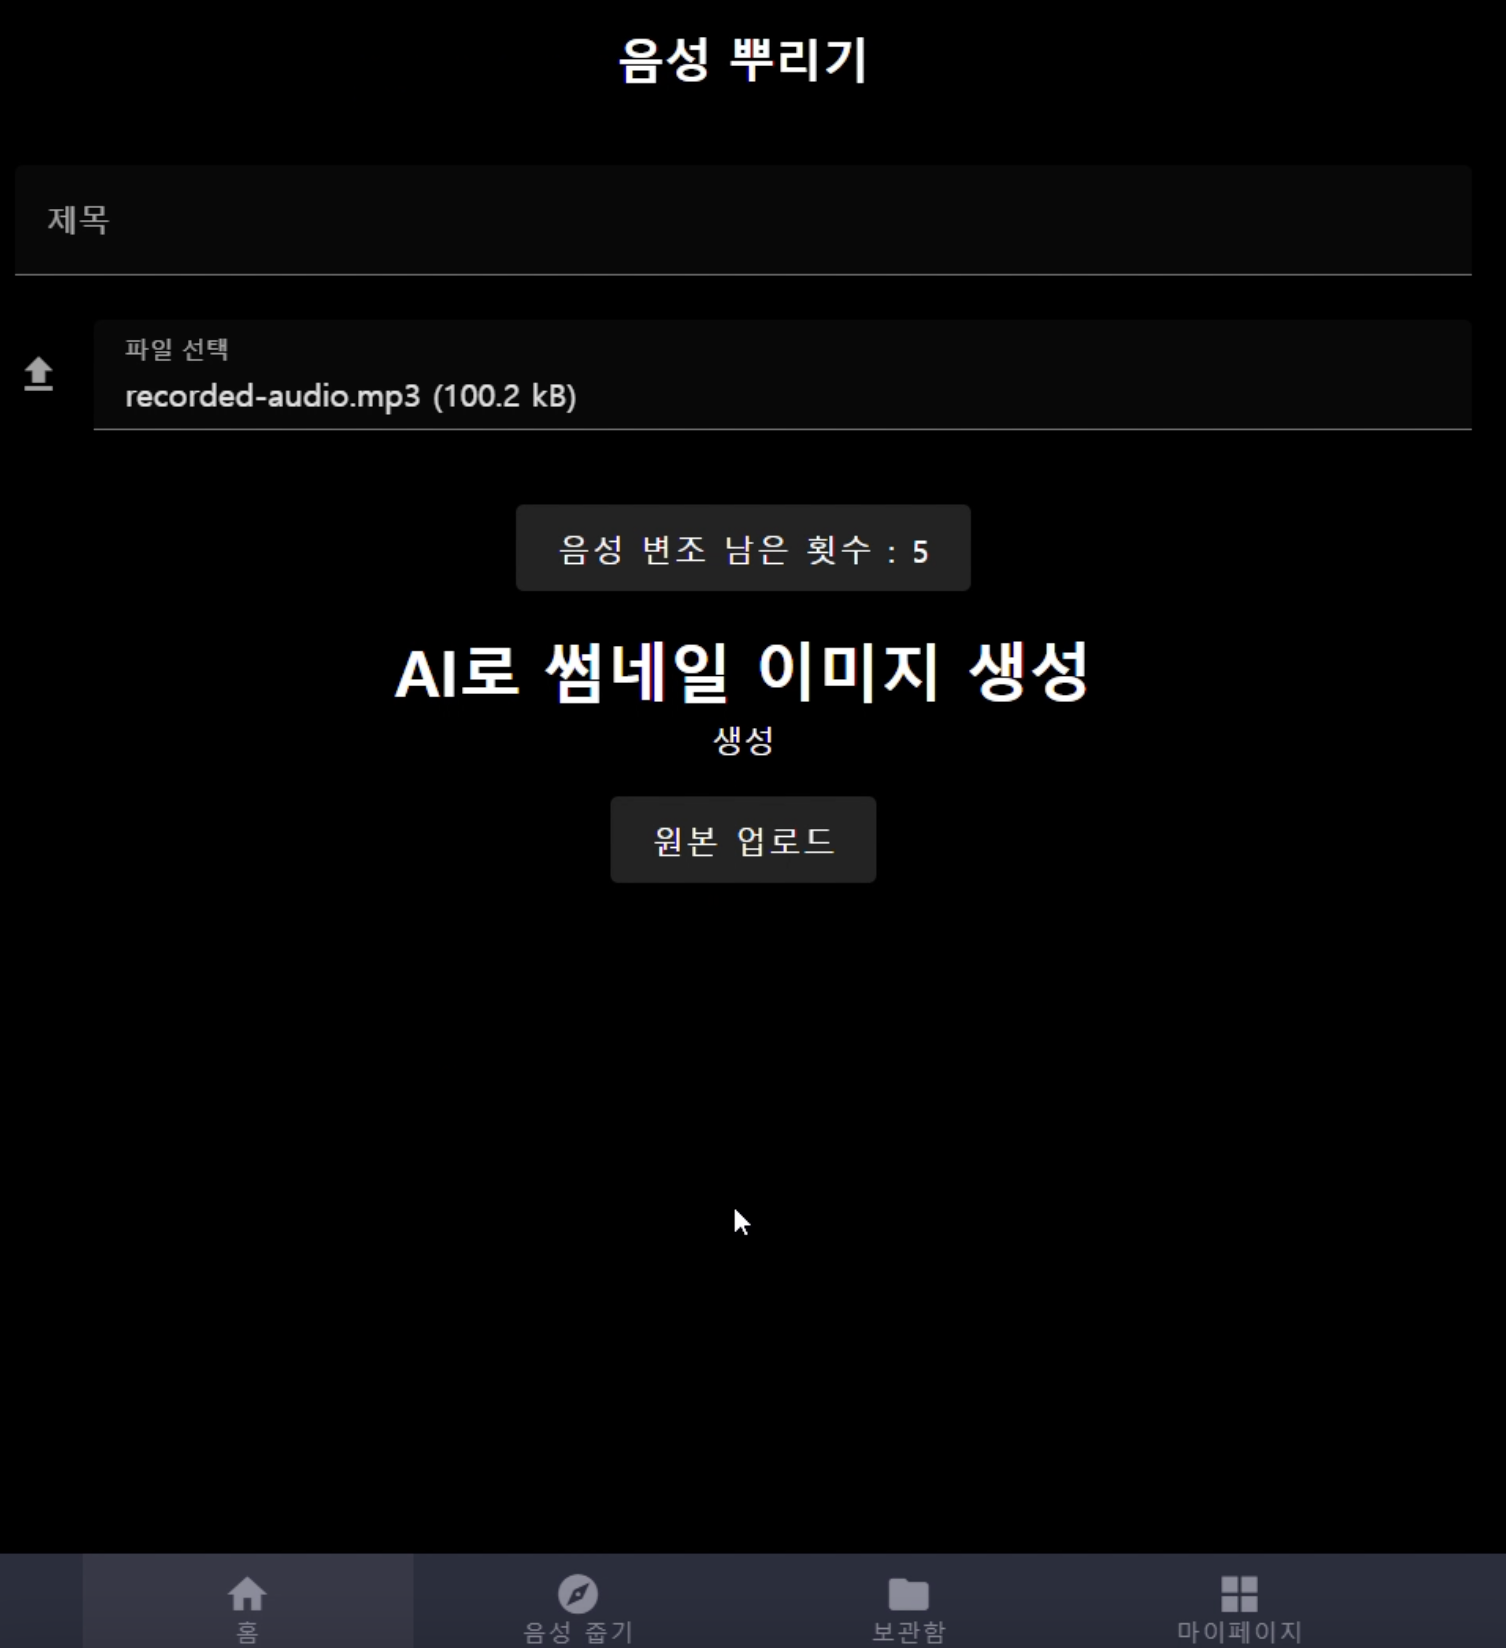 음성 뿌리기
제목
파일 선택
recorded-audio.mp3 (100.2 kB)
음성 변조 남은 횟수 : 5
AI로 썸네일 이미지 생성
생성
원본 업로드
홈
음성 줍기
보관함
마이페이지